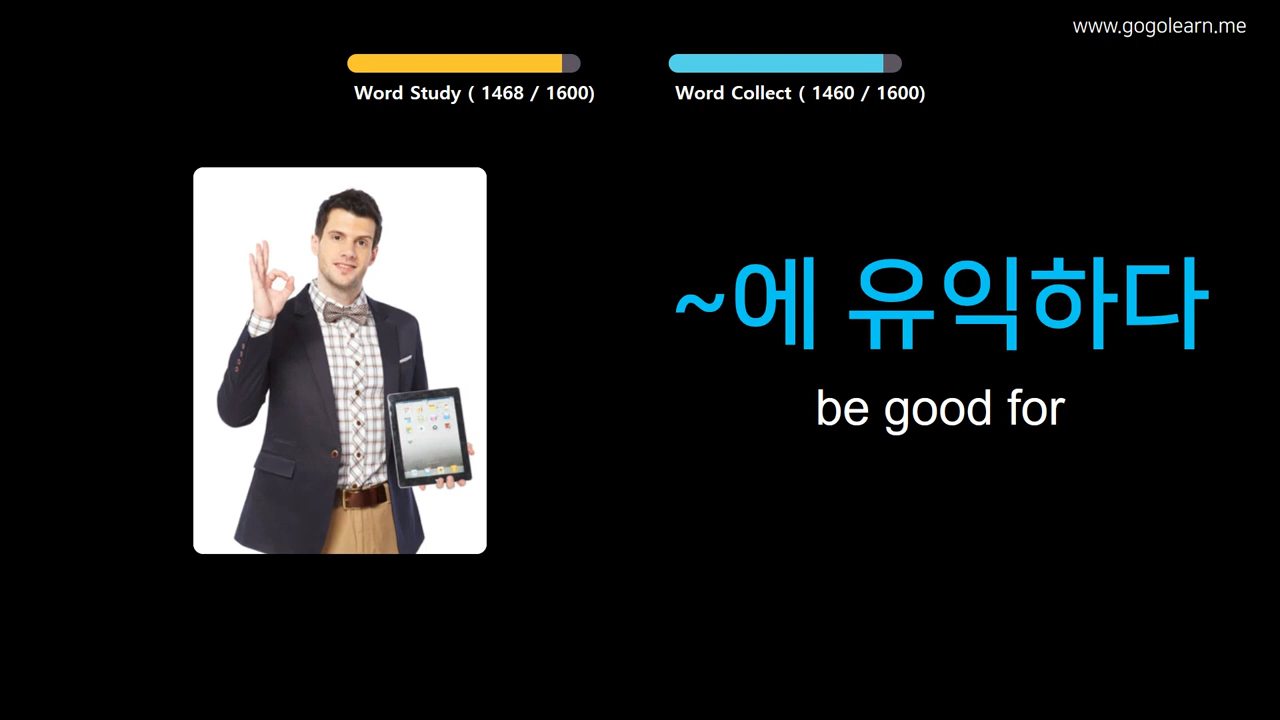 www.gogolearn.me
Word Study ( 1468 / 1600)
Word Collect ( 1460 / 1600)
~에 유익하다
be good for